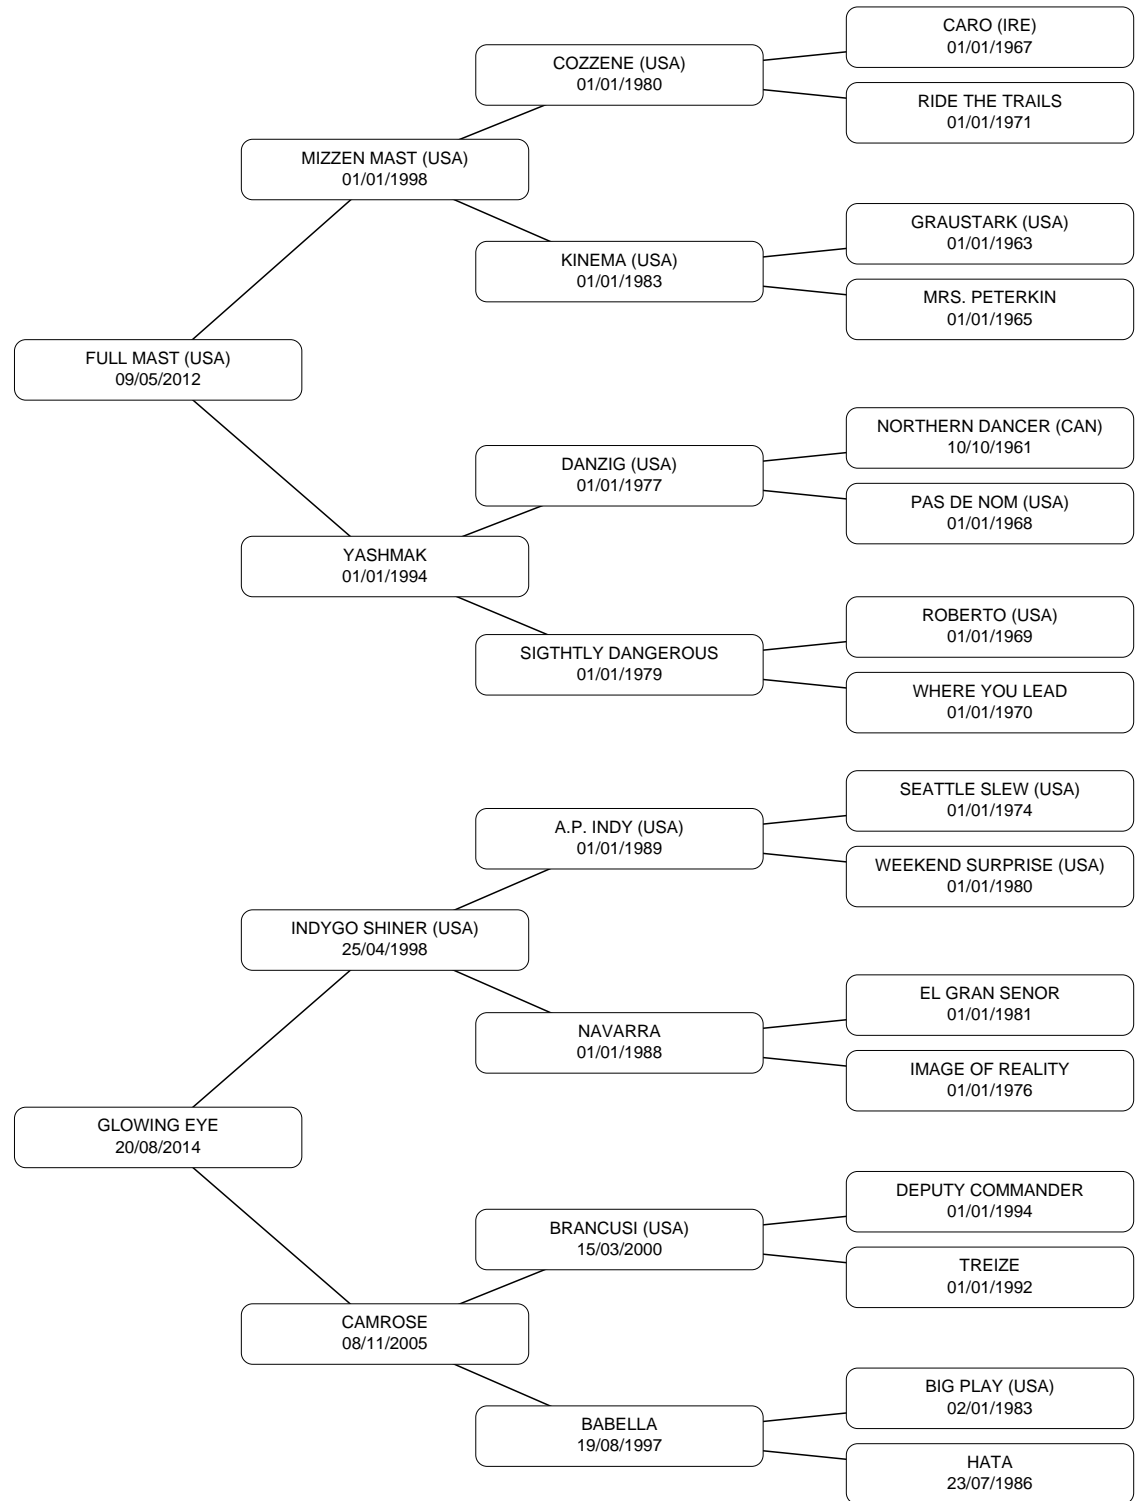 CARO (IRE)
01/01/1967
COZZENE (USA)
01/01/1980
RIDE THE TRAILS
01/01/1971
MIZZEN MAST (USA)
01/01/1998
GRAUSTARK (USA)
01/01/1963
KINEMA (USA)
01/01/1983
MRS. PETERKIN
01/01/1965
FULL MAST (USA)
09/05/2012
NORTHERN DANCER (CAN)
10/10/1961
DANZIG (USA)
01/01/1977
PAS DE NOM (USA)
01/01/1968
YASHMAK
01/01/1994
ROBERTO (USA)
01/01/1969
SIGTHTLY DANGEROUS
01/01/1979
WHERE YOU LEAD
01/01/1970
SEATTLE SLEW (USA)
01/01/1974
A.P. INDY (USA)
01/01/1989
WEEKEND SURPRISE (USA)
01/01/1980
INDYGO SHINER (USA)
25/04/1998
EL GRAN SENOR
01/01/1981
NAVARRA
01/01/1988
IMAGE OF REALITY
01/01/1976
GLOWING EYE
20/08/2014
DEPUTY COMMANDER
01/01/1994
BRANCUSI (USA)
15/03/2000
TREIZE
01/01/1992
CAMROSE
08/11/2005
BIG PLAY (USA)
02/01/1983
BABELLA
19/08/1997
HATA
23/07/1986